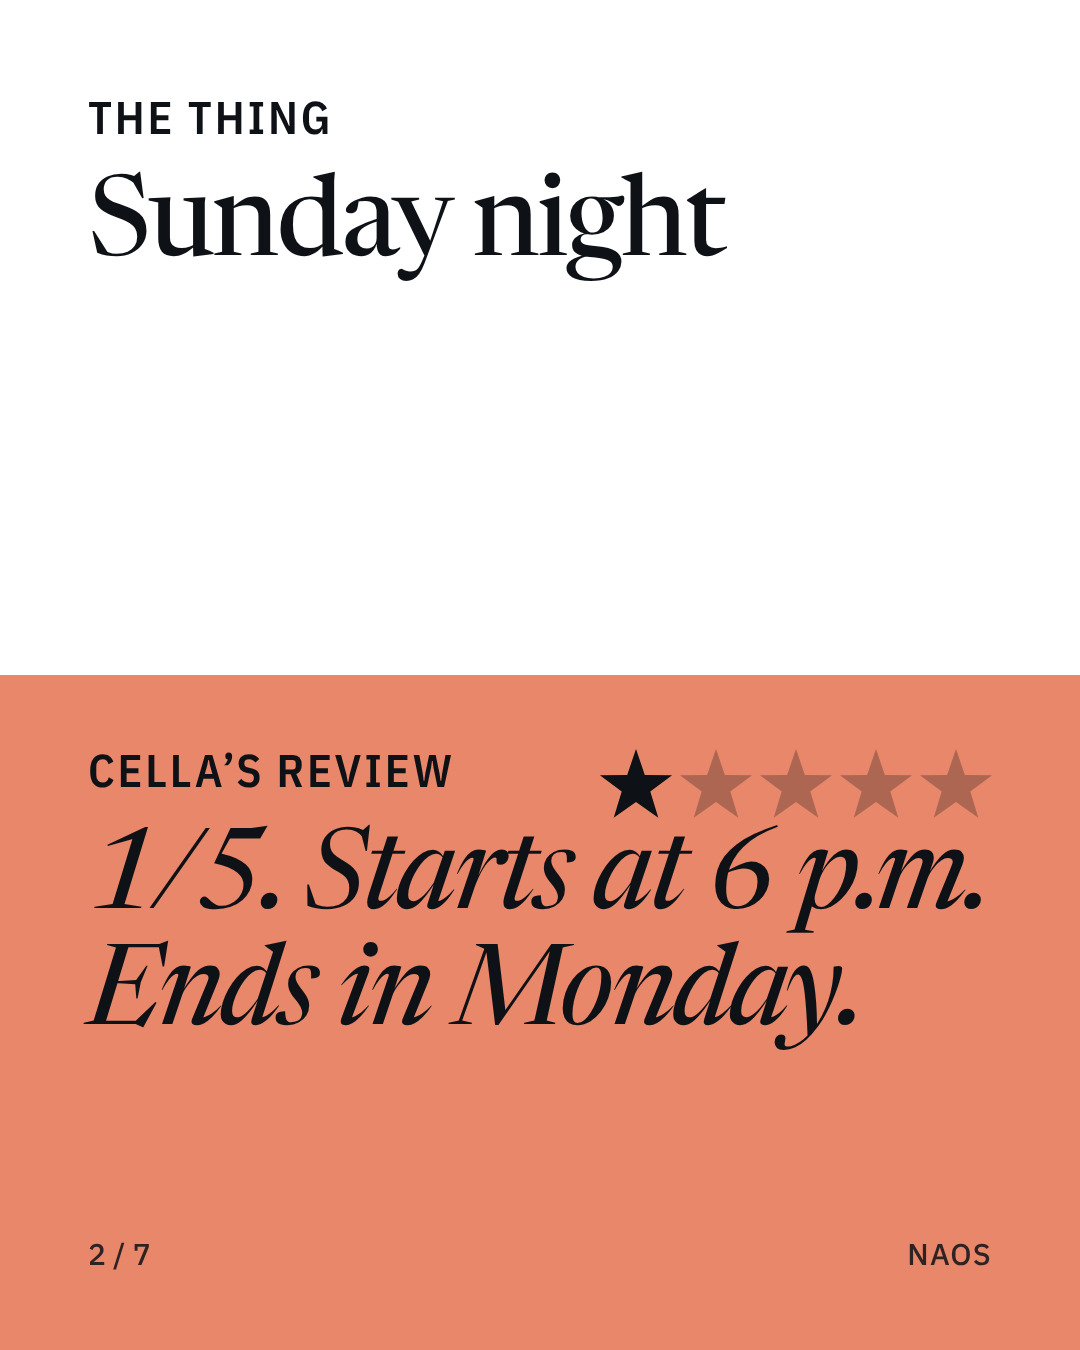 THE THING
Sunday night
CELLA’S REVIEW
1/5. Starts at 6 p.m.
Ends in Monday.
2 / 7
NAOS